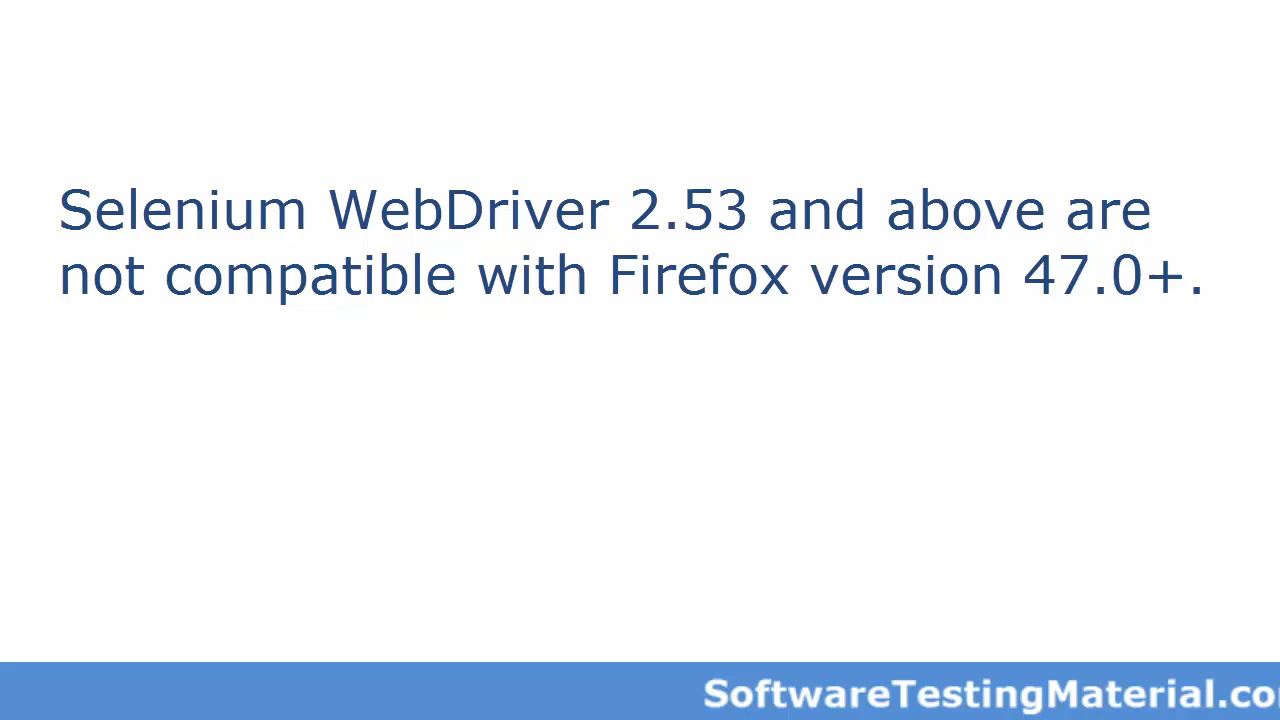 Selenium WebDriver 2.53 and above are
not compatible with Firefox version 47.0+.
SoftwareTestingMaterial.co